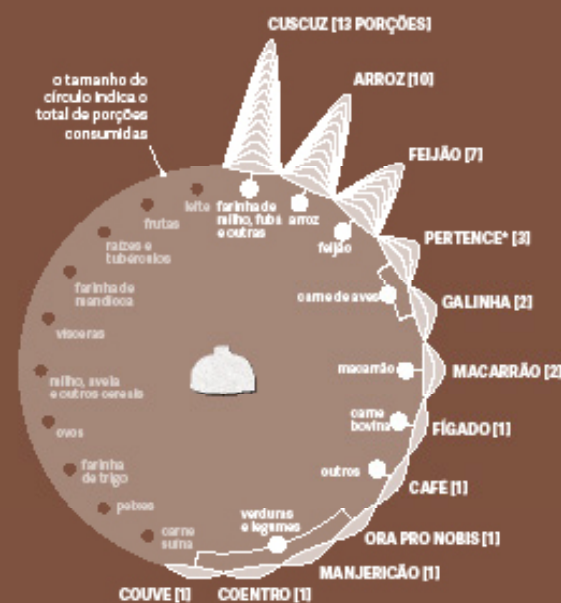 CUSCUZ [13 PORÇÕES]
o tamanho do
círculo indica o
total de porções
consumidas
ARROZ [10]
FEIJÃO [7]
PERTENCE* [3]
GALINHA [2]
MACARRÃO [2]
FÍGADO [1]
CAFÉ [1]
ORA PRO NOBIS [1]
MANJERICÃO [1]
COENTRO [1]
COUVE [1]
leite
farinha de
milho, fubá
e outras
arroz
feijão
carne de aves
macarrão
carne
bovina
outros
verduras
e legumes
carne
suína
peixes
farinha
de trigo
ovos
milho, aveia
e outros cereais
vísceras
farinha de
mandioca
raízes e
tubérculos
frutas